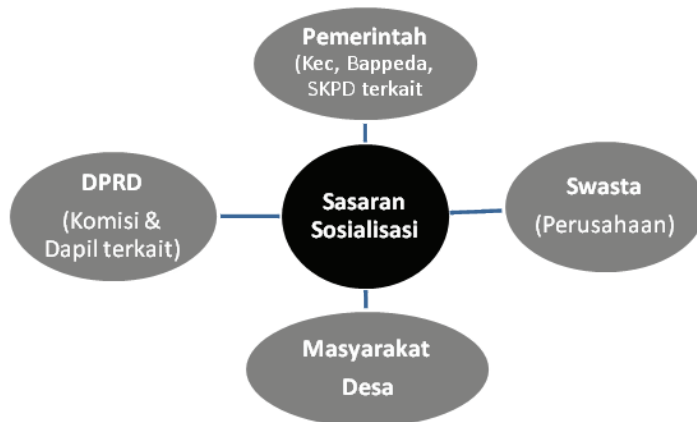 Pemerintah
(Kec, Bappeda,
SKPD terkait
DPRD
(Komisi &
Dapil terkait)
Sasaran
Sosialisasi
Swasta
(Perusahaan)
Masyarakat
Desa